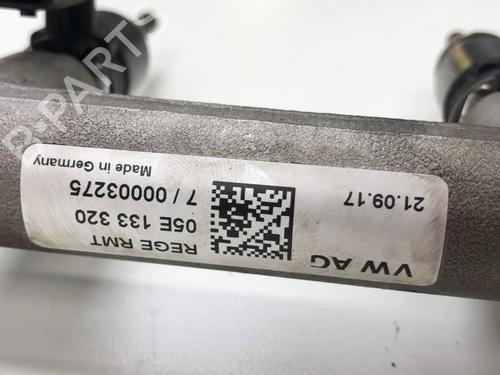 VW AG
21.09.17
REGE RMT
05E 133 320
7 / 00003275
Made in Germany
B-PARTS